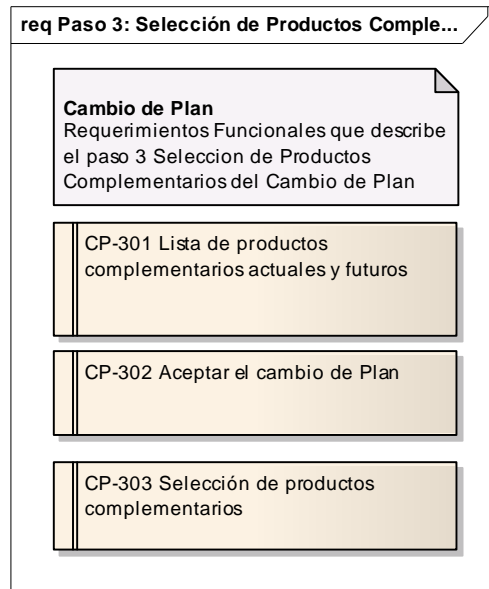 req Paso 3: Selección de Productos Comple...
Cambio de Plan
Requerimientos Funcionales que describe
el paso 3 Seleccion de Productos
Complementarios del Cambio de Plan
CP-301 Lista de productos
complementarios actuales y futuros
CP-302 Aceptar el cambio de Plan
CP-303 Selección de productos
complementarios